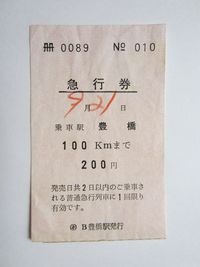 冊 0089 № 010
急行券
9月21日
乗車駅 豊橋
100 Kmまで
200円
発売日共2日以内のご乗車さ
れる普通急行列車に1回限り
有効です。
B豊橋駅発行